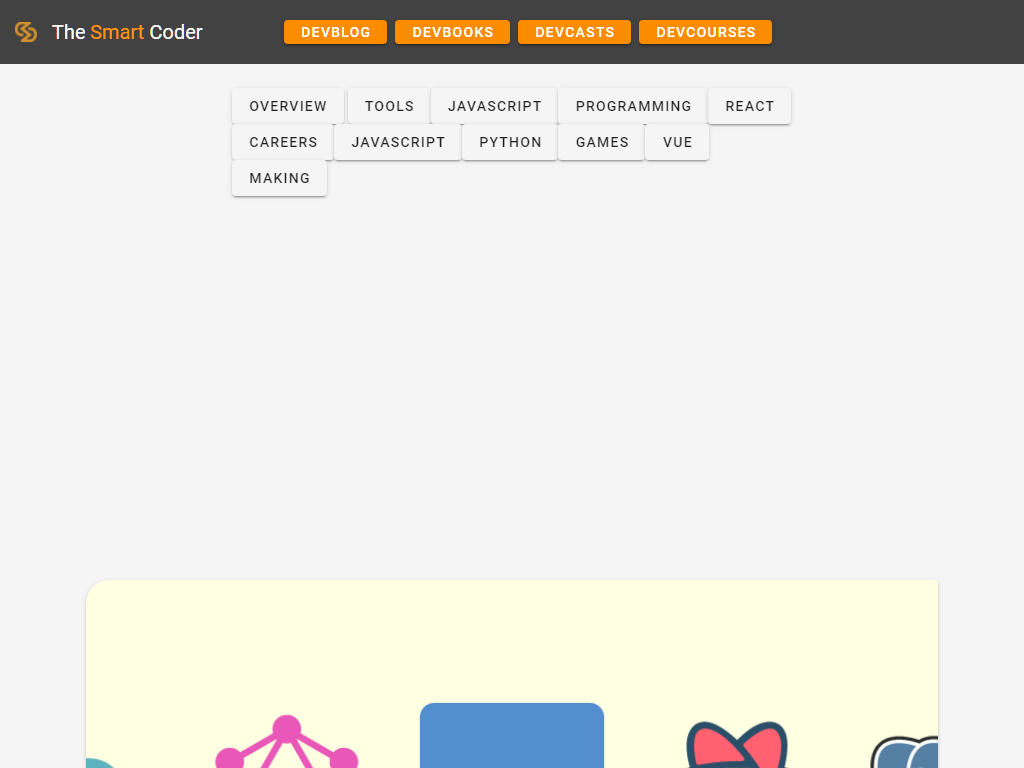 The Smart Coder DEVBLOG DEVBOOKS DEVCASTS DEVCOURSES
OVERVIEW TOOLS JAVASCRIPT PROGRAMMING REACT
CAREERS JAVASCRIPT PYTHON GAMES VUE
MAKING